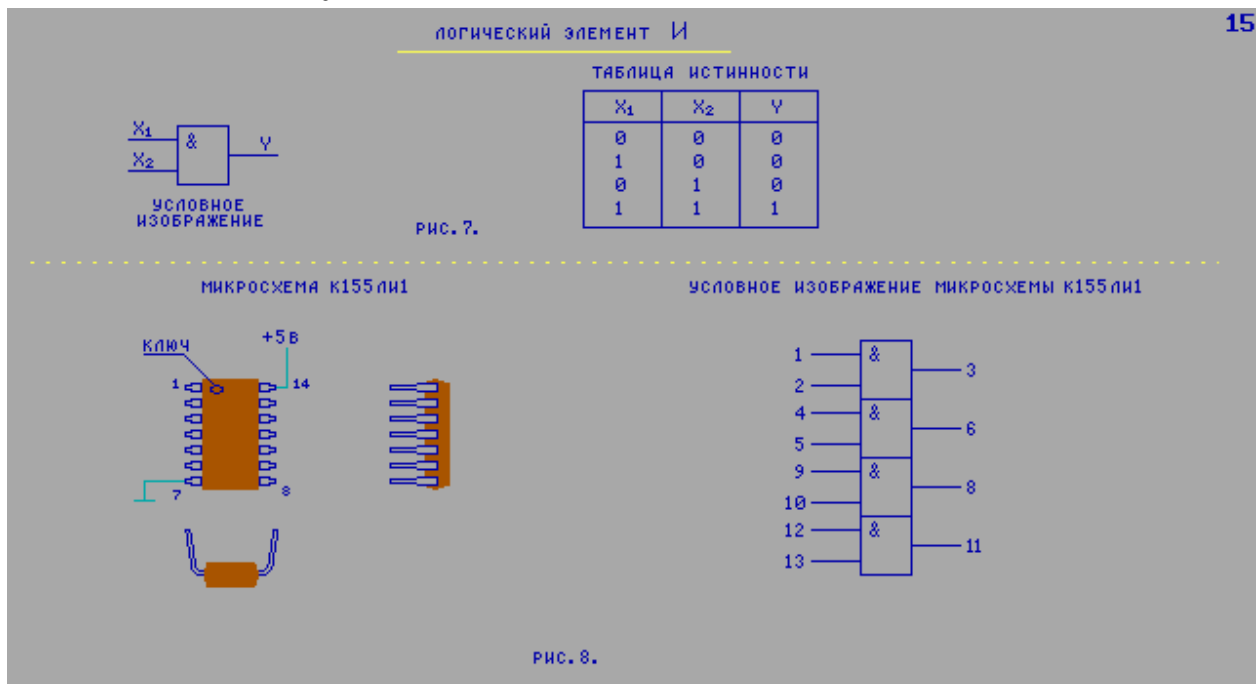 15
ЛОГИЧЕСКИЙ ЭЛЕМЕНТ И
ТАБЛИЦА ИСТИННОСТИ
X₁ X₂ Y
0 0 0
1 0 0
0 1 0
1 1 1
X₁
X₂
&
Y
УСЛОВНОЕ
ИЗОБРАЖЕНИЕ
РИС.7.
МИКРОСХЕМА К155ЛИ1
КЛЮЧ
+5В
1
14
7
8
УСЛОВНОЕ ИЗОБРАЖЕНИЕ МИКРОСХЕМЫ К155ЛИ1
1 & 3
2
4 & 6
5
9 & 8
10
12 & 11
13
РИС.8.